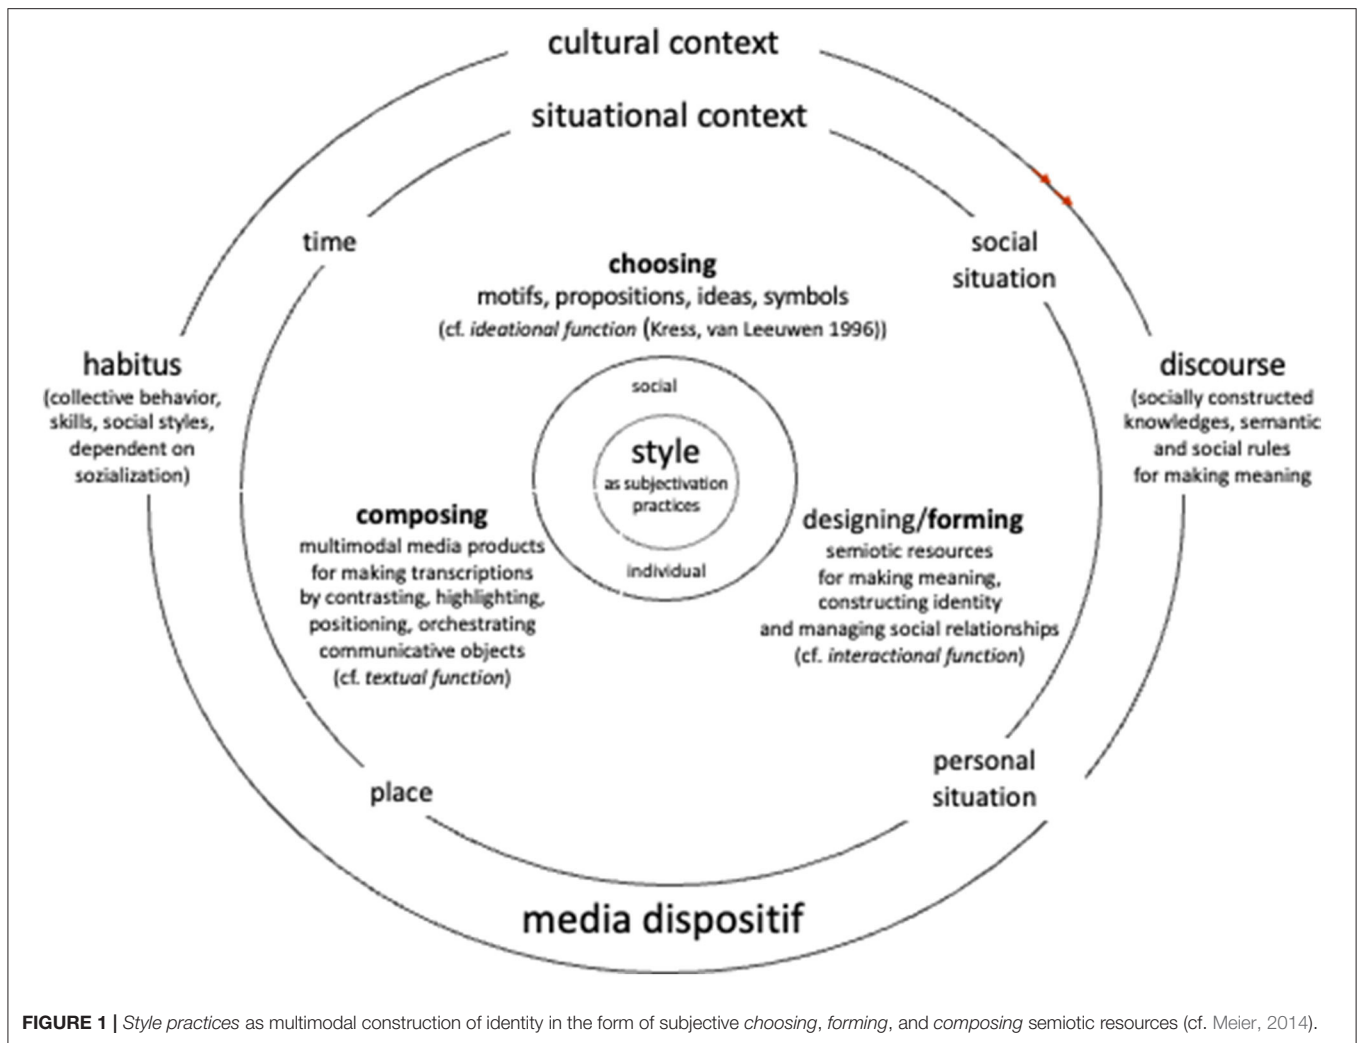 cultural context
situational context
time
social
situation
choosing
motifs, propositions, ideas, symbols
(cf. ideational function (Kress, van Leeuwen 1996))
habitus
(collective behavior,
skills, social styles,
dependent on
sozialization)
discourse
(socially constructed
knowledges, semantic
and social rules
for making meaning
social
style
as subjectivation
practices
individual
composing
multimodal media products
for making transcriptions
by contrasting, highlighting,
positioning, orchestrating
communicative objects
(cf. textual function)
designing/forming
semiotic resources
for making meaning,
constructing identity
and managing social relationships
(cf. interactional function)
place
personal
situation
media dispositif
FIGURE 1 | Style practices as multimodal construction of identity in the form of subjective choosing, forming, and composing semiotic resources (cf. Meier, 2014).